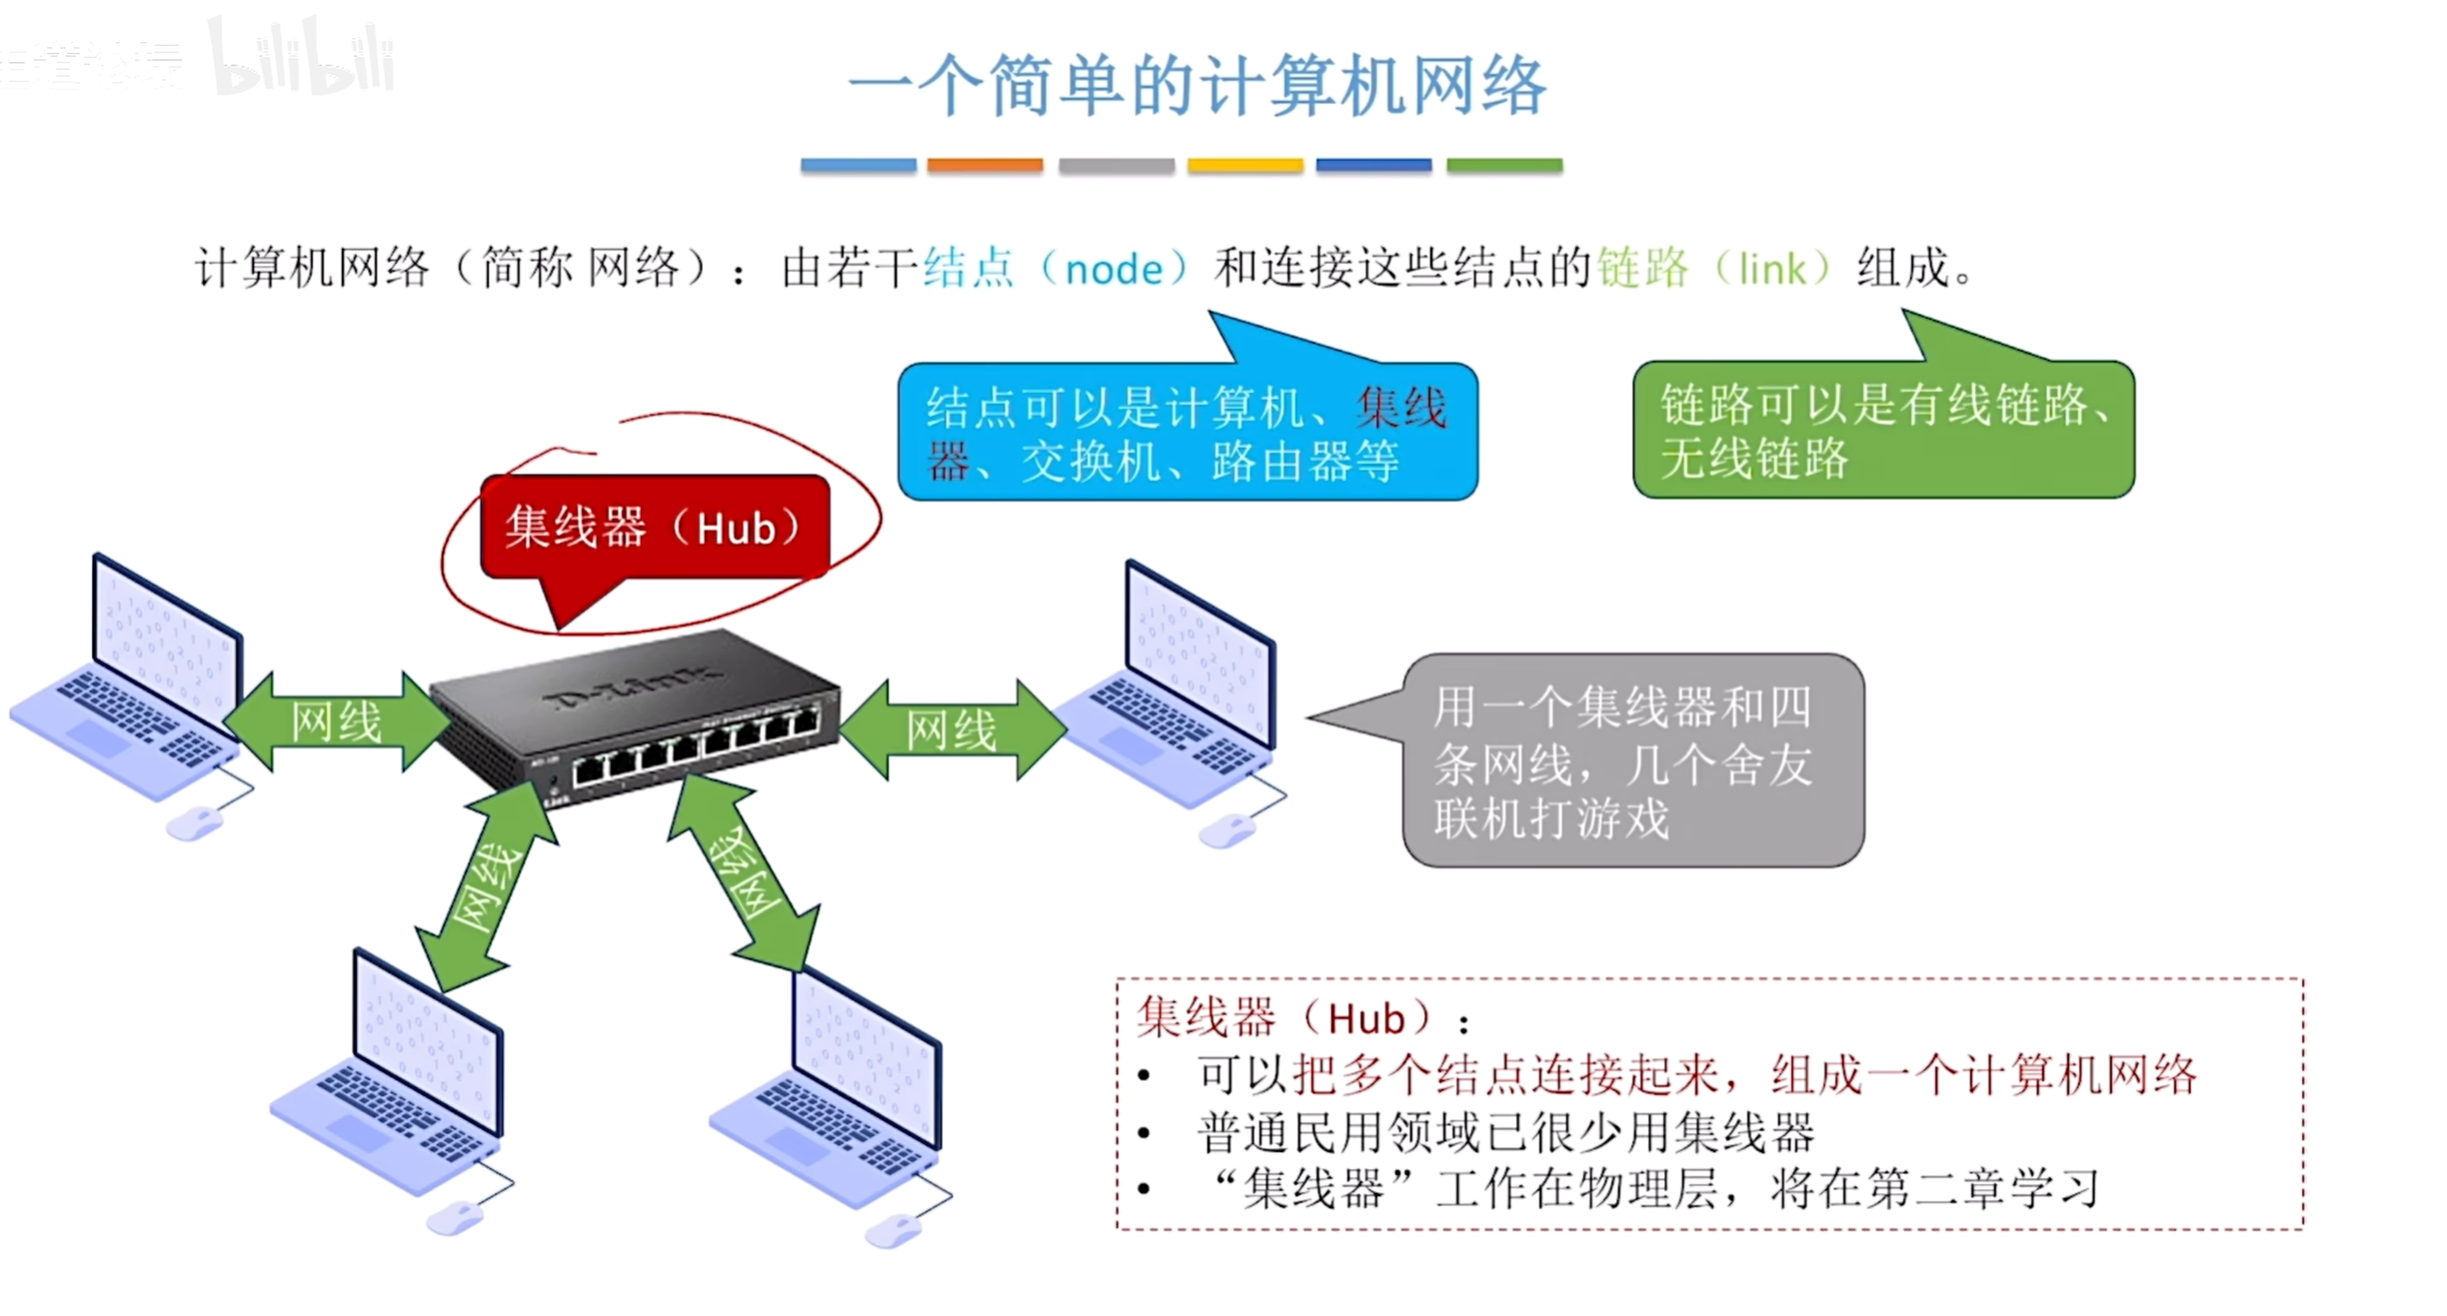 bilibili
一个简单的计算机网络
计算机网络（简称 网络）：由若干结点（node）和连接这些结点的链路（link）组成。
结点可以是计算机、集线
器、交换机、路由器等
链路可以是有线链路、
无线链路
集线器（Hub）
D-Link
网线
网线
网线
网线
用一个集线器和四
条网线，几个舍友
联机打游戏
集线器（Hub）：
• 可以把多个结点连接起来，组成一个计算机网络
• 普通民用领域已很少用集线器
• “集线器”工作在物理层，将在第二章学习